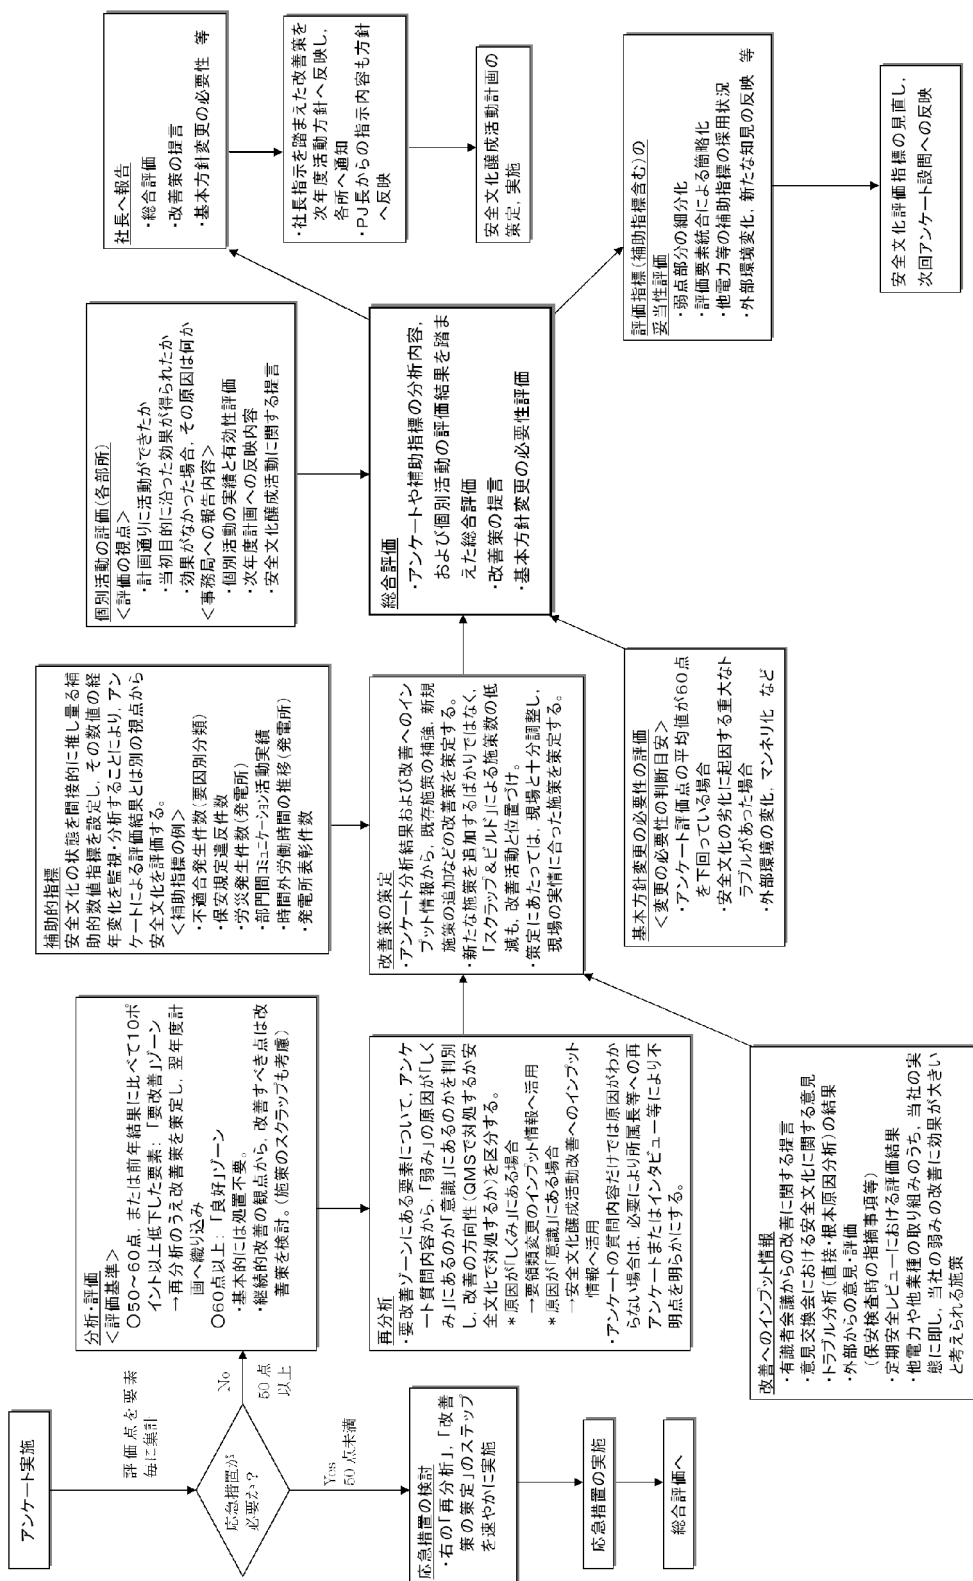 アンケート実施
評価点を要素
毎に集計
応急措置が
必要か？
No
50点
以上
Yes
50点未満
応急措置の検討
・右の「再分析」，「改善
策の策定」のステップ
を速やかに実施
応急措置の実施
総合評価へ
分析・評価
＜評価基準＞
○50～60点，または前年結果に比べて10ポ
イント以上低下した要素：「要改善」ゾーン
→再分析のうえ改善策を策定し，翌年度計
画へ織り込み
○60点以上：「良好」ゾーン
・基本的には処置不要。
・継続的改善の観点から，改善すべき点は改
善策を検討。（施策のスクラップも考慮）
再分析
・要改善ゾーンにある要素について，アンケ
ート質問内容から，「弱み」の原因が「しく
み」にあるのか「意識」にあるのかを判別
し，改善の方向性（QMSで対処するか安
全文化で対処するか）を区分する。
＊原因が「しくみ」にある場合
→要領類変更のインプット情報へ活用
＊原因が「意識」にある場合
→安全文化醸成活動改善へのインプット
情報へ活用
・アンケートの質問内容だけでは原因がわか
らない場合は，必要により所属長等への再
アンケートまたはインタビュー等により不
明点を明らかにする。
改善へのインプット情報
・有識者会議からの改善に関する提言
・意見交換会における安全文化に関する意見
・トラブル分析（直接・根本原因分析）の結果
・外部からの意見・評価
（保安検査時の指摘事項等）
・定期安全レビューにおける評価結果
・他電力や他業種の取り組みのうち，当社の実
態に即し，当社の弱みの改善に効果が大きい
と考えられる施策
補助的指標
安全文化の状態を間接的に推し量る補
助的数値指標を設定し，その数値の経
年変化を監視・分析することにより，アン
ケートによる評価結果とは別の視点から
安全文化を評価する。
＜補助指標の例＞
・不適合発生件数（要因別分類）
・保安規定違反件数
・労災発生件数（発電所）
・部門間コミュニケーション活動実績
・時間外労働時間の推移（発電所）
・発電所表彰件数
改善策の策定
・アンケート分析結果および改善へのイン
プット情報から，既存施策の補強，新規
施策の追加などの改善策を策定する。
・新たな施策を追加するばかりではなく，
「スクラップ＆ビルド」による施策数の低
減も，改善活動と位置づけ。
・策定にあたっては，現場と十分調整し，
現場の実情に合った施策を策定する。
基本方針変更の必要性の評価
＜変更の必要性の判断目安＞
・アンケート評価点の平均値が60点
を下回っている場合
・安全文化の劣化に起因する重大なト
ラブルがあった場合
・外部環境の変化，マンネリ化 など
個別活動の評価（各部所）
＜評価の視点＞
・計画通りに活動ができたか
・当初目的に沿った効果が得られたか
・効果がなかった場合，その原因は何か
＜事務局への報告内容＞
・個別活動の実績と有効性評価
・次年度計画への反映内容
・安全文化醸成活動に関する提言
総合評価
・アンケートや補助指標の分析内容，
および個別活動の評価結果を踏ま
えた総合評価
・改善策の提言
・基本方針変更の必要性評価
社長へ報告
・総合評価
・改善策の提言
・基本方針変更の必要性 等
・社長指示を踏まえた改善策を
次年度活動方針へ反映し，
各所へ通知
・PJ長からの指示内容も方針
へ反映
安全文化醸成活動計画の
策定，実施
評価指標（補助指標含む）の
妥当性評価
・弱点部分の細分化
・評価要素統合による簡略化
・他電力等の補助指標の採用状況
・外部環境変化，新たな知見の反映 等
安全文化評価指標の見直し，
次回アンケート設問への反映